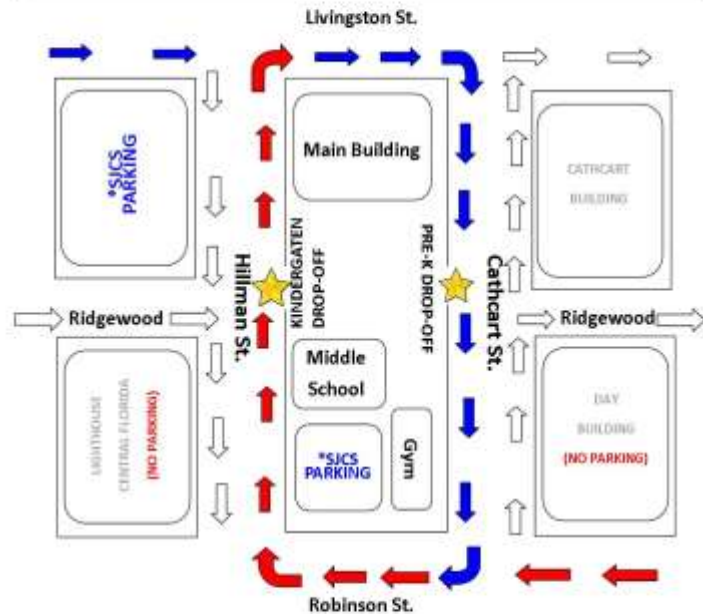 Livingston St.
*SJCS
PARKING
Main Building
CATHCART
BUILDING
KINDERGATEN
DROP-OFF
PRE-K DROP-OFF
Hillman St.
Cathcart St.
Ridgewood
Ridgewood
Middle
School
LIGHTHOUSE
CENTRAL FLORIDA
(NO PARKING)
*SJCS
PARKING
Gym
DAY
BUILDING
(NO PARKING)
Robinson St.